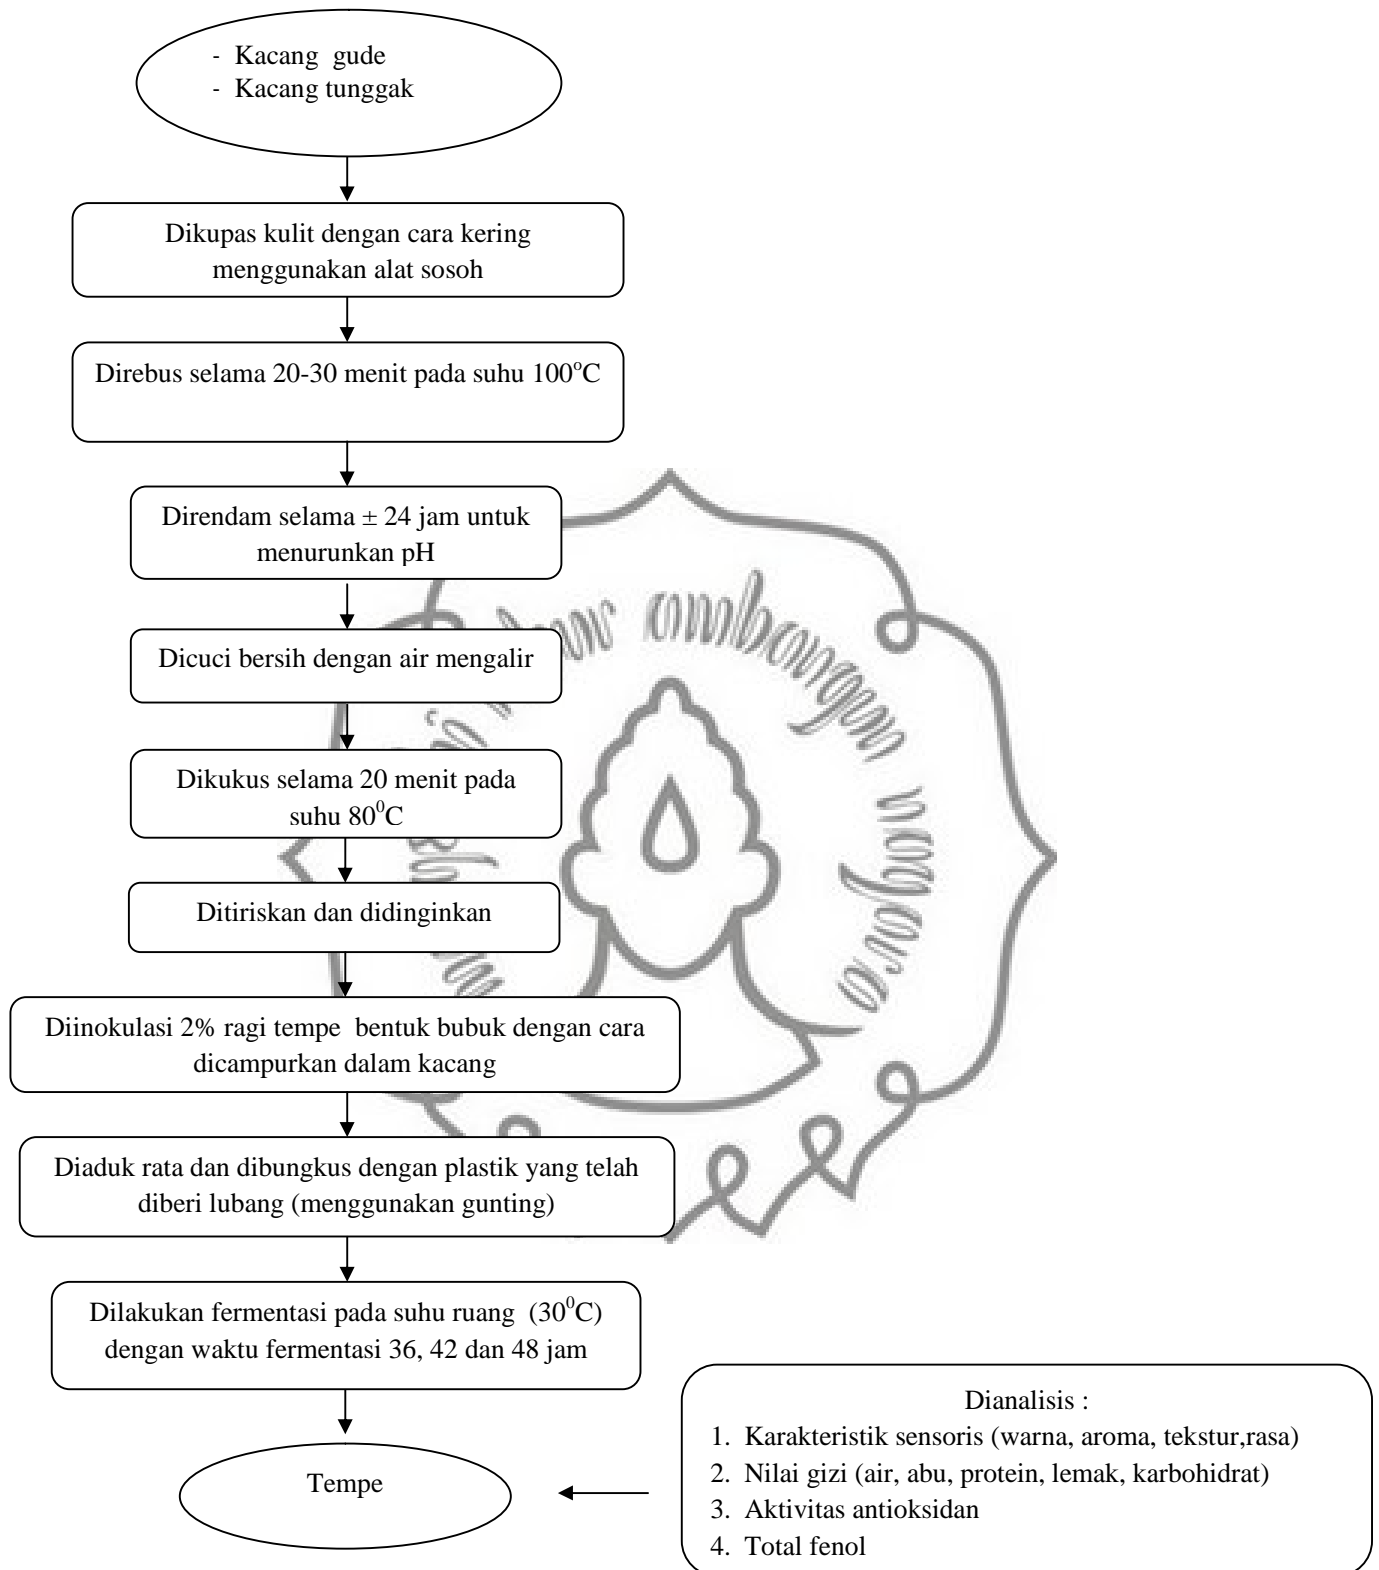 - Kacang gude
- Kacang tunggak
Dikupas kulit dengan cara kering
menggunakan alat sosoh
Direbus selama 20-30 menit pada suhu 100°C
Direndam selama ± 24 jam untuk
menurunkan pH
Dicuci bersih dengan air mengalir
Dikukus selama 20 menit pada
suhu 80⁰C
Ditiriskan dan didinginkan
Diinokulasi 2% ragi tempe bentuk bubuk dengan cara
dicampurkan dalam kacang
Diaduk rata dan dibungkus dengan plastik yang telah
diberi lubang (menggunakan gunting)
Dilakukan fermentasi pada suhu ruang (30⁰C)
dengan waktu fermentasi 36, 42 dan 48 jam
Tempe
Dianalisis :
1. Karakteristik sensoris (warna, aroma, tekstur,rasa)
2. Nilai gizi (air, abu, protein, lemak, karbohidrat)
3. Aktivitas antioksidan
4. Total fenol